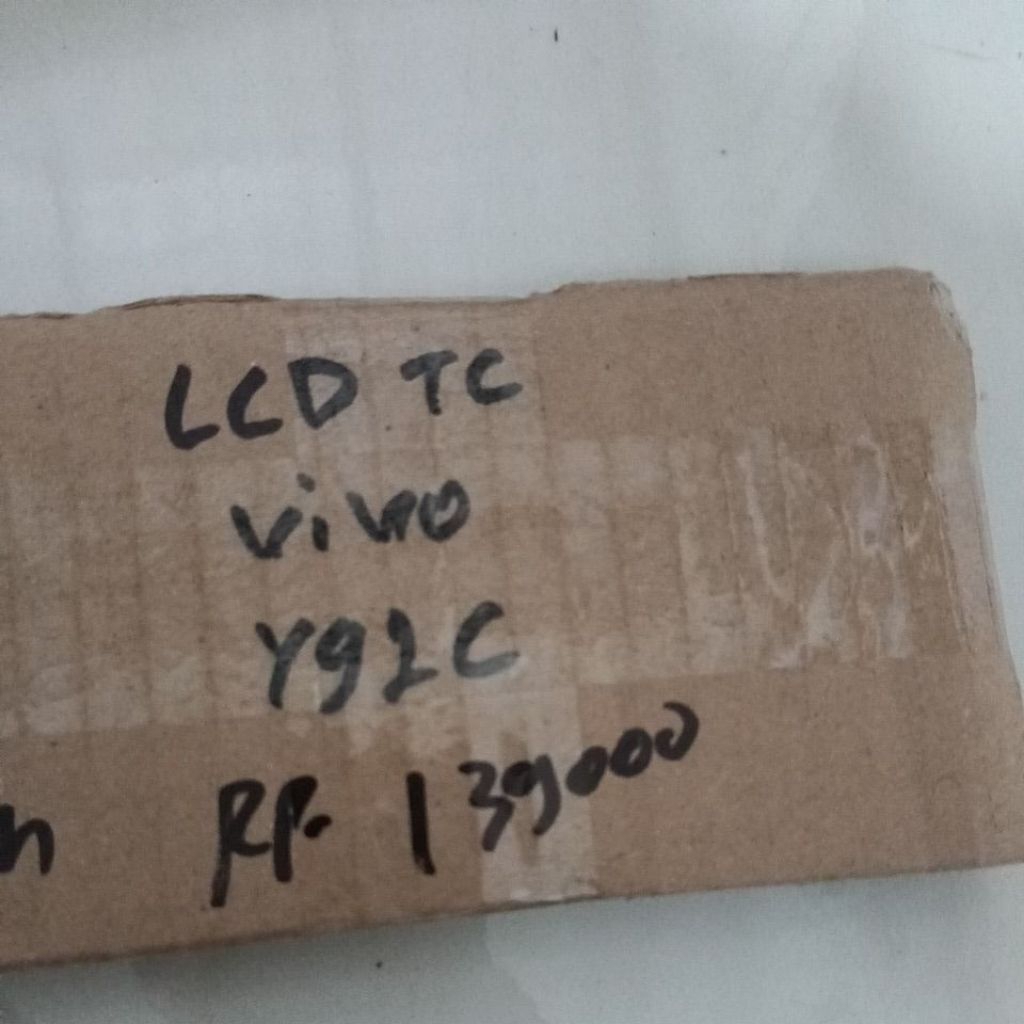 LCD TC
vivo
Y92C
RP. 139000